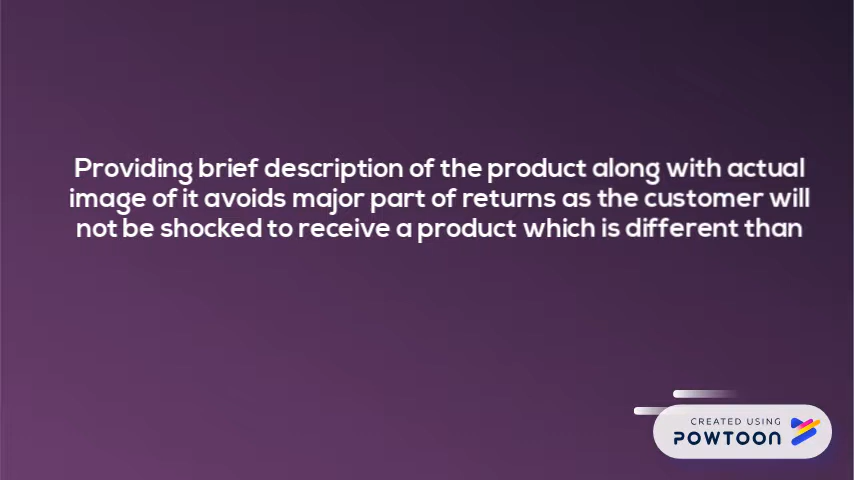 Providing brief description of the product along with actual
image of it avoids major part of returns as the customer will
not be shocked to receive a product which is different than
CREATED USING
POWTOON